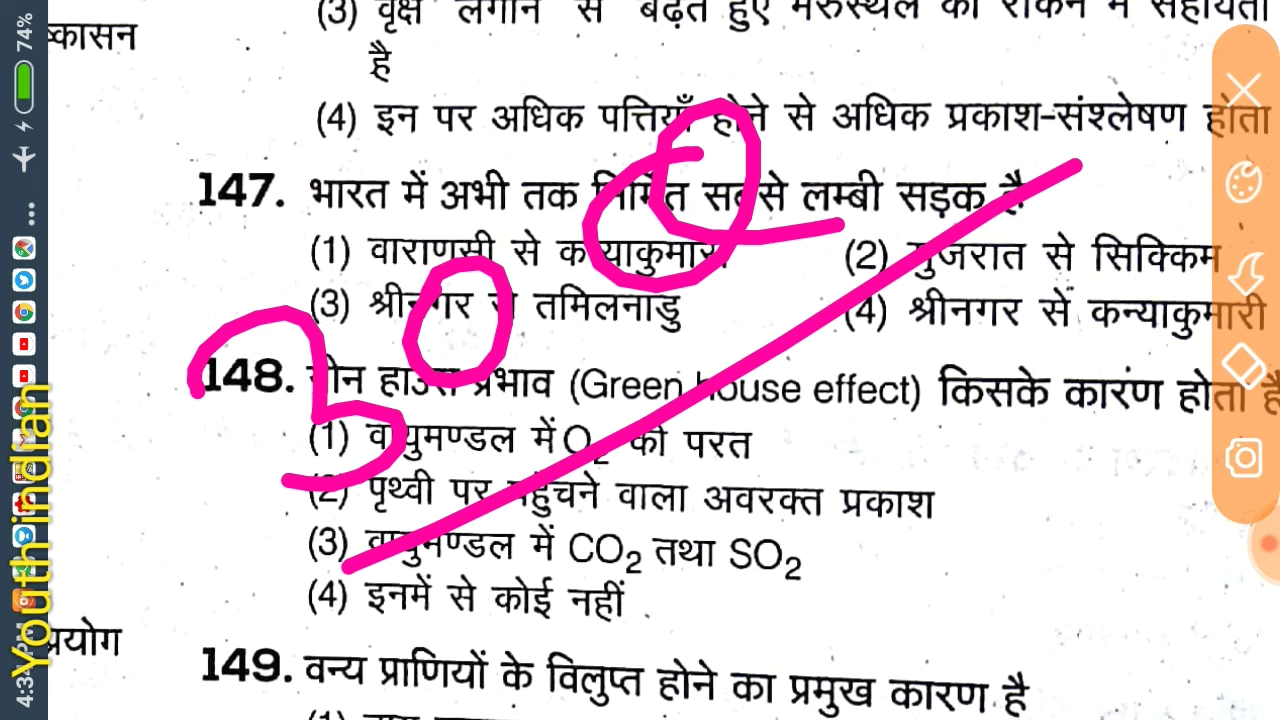 (3) वृक्ष लगाने से बढ़ते हुए मरुस्थल को रोकने में सहायता
ष्कासन
है
(4) इन पर अधिक पत्तियाँ होने से अधिक प्रकाश-संश्लेषण होता
147. भारत में अभी तक निर्मित सबसे लम्बी सड़क है
(1) वाराणसी से कन्याकुमारी (2) गुजरात से सिक्किम
(3) श्रीनगर से तमिलनाडु (4) श्रीनगर से कन्याकुमारी
148. ग्रीन हाउस प्रभाव (Green house effect) किसके कारंण होता है
(1) वायुमण्डल में O2 की परत
(2) पृथ्वी पर पहुंचने वाला अवरक्त प्रकाश
(3) वायुमण्डल में CO2 तथा SO2
(4) इनमें से कोई नहीं
प्रयोग
149. वन्य प्राणियों के विलुप्त होने का प्रमुख कारण है
(1)
30%
74%
Youth indian